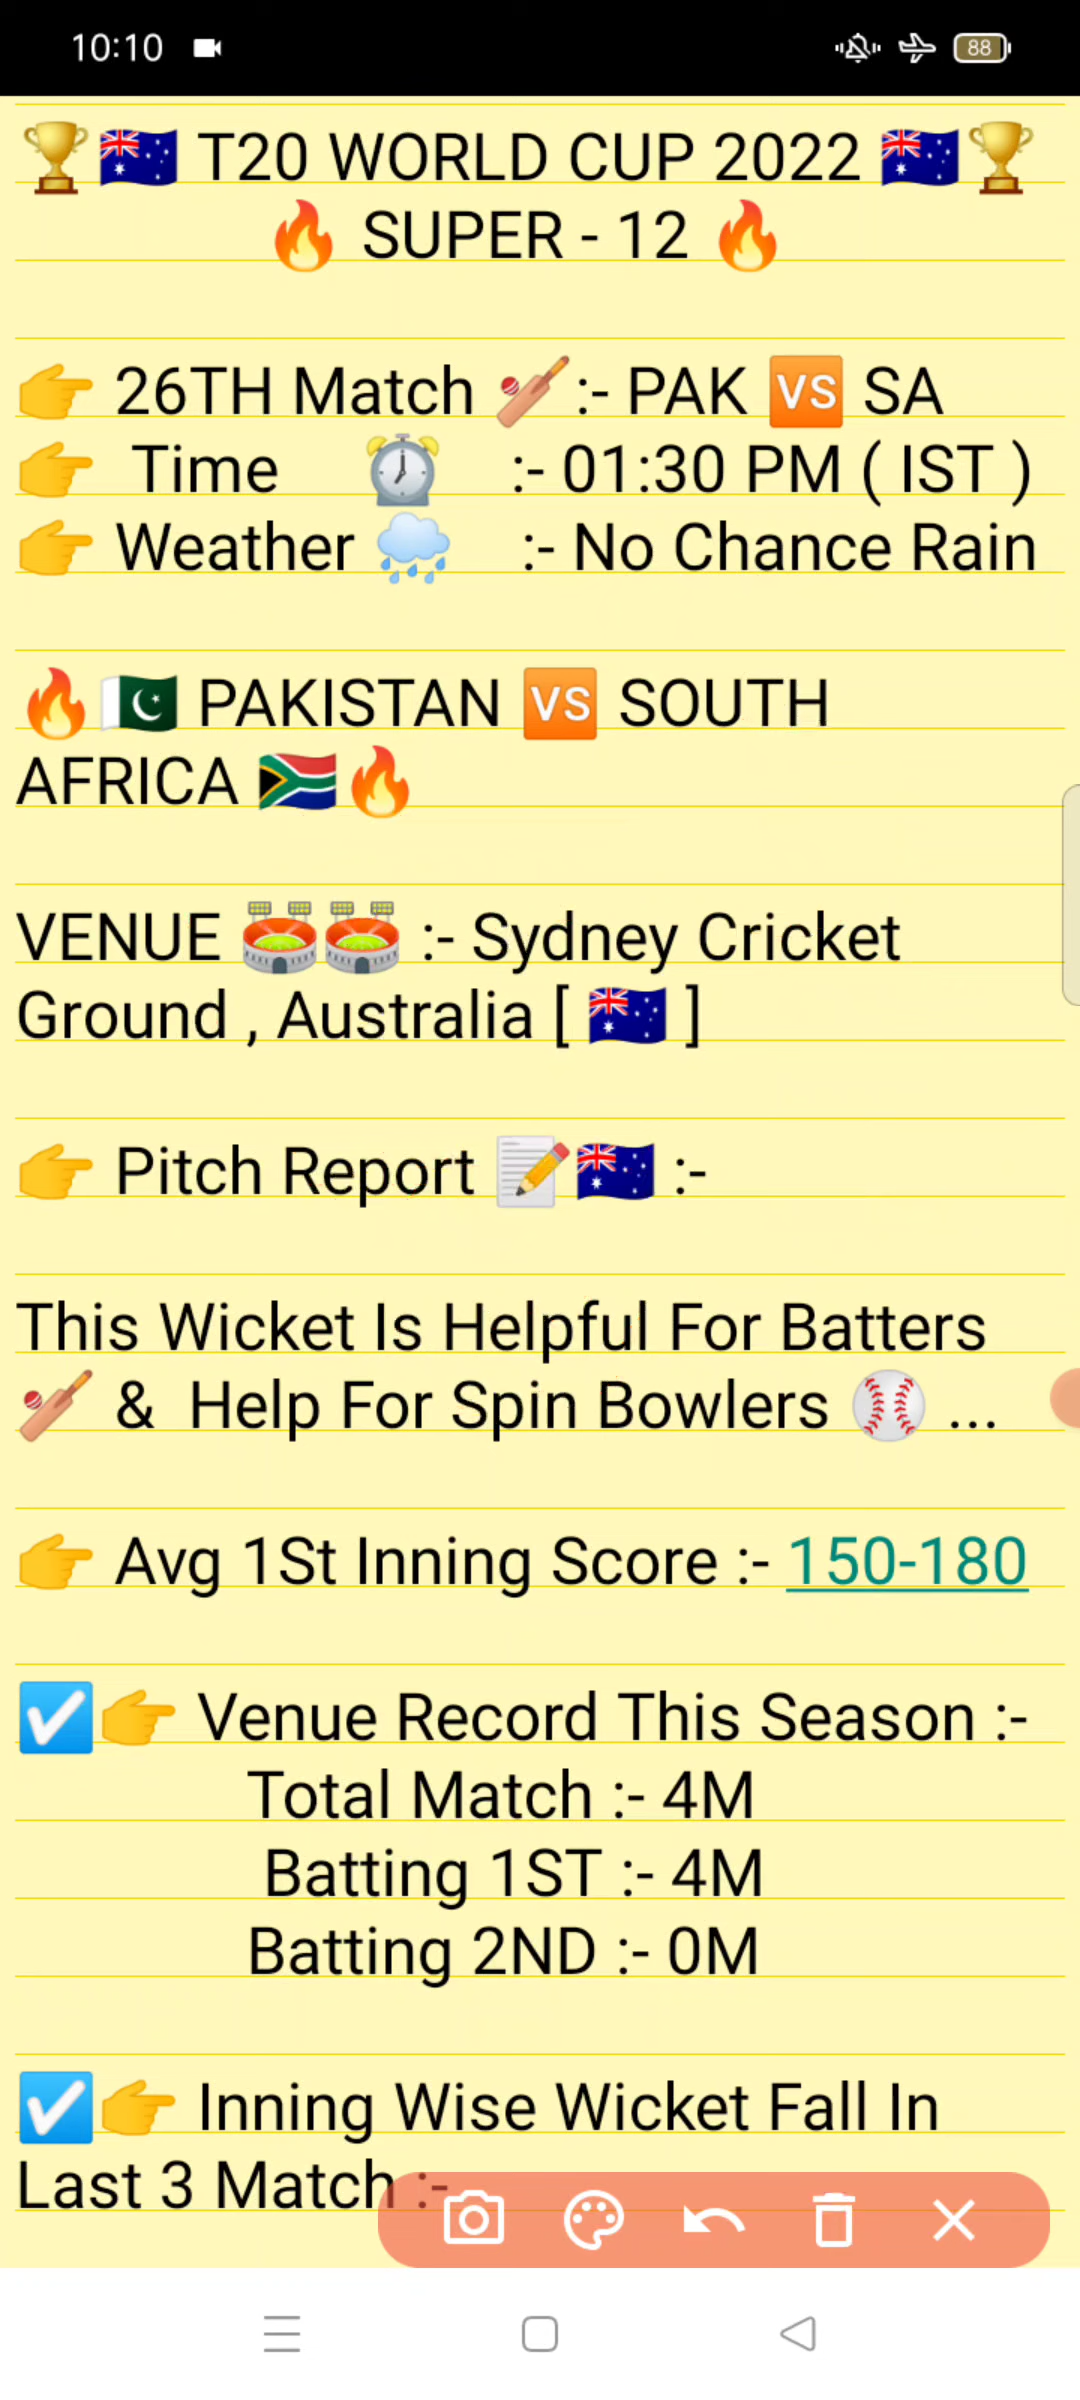 10:10 88
🏆🇦🇺 T20 WORLD CUP 2022 🇦🇺🏆
🔥 SUPER - 12 🔥
👉 26TH Match 🏏:- PAK 🆚 SA
👉 Time ⏰ :- 01:30 PM ( IST )
👉 Weather 🌧️ :- No Chance Rain
🔥🇵🇰 PAKISTAN 🆚 SOUTH
AFRICA 🇿🇦🔥
VENUE 🏟️🏟️ :- Sydney Cricket
Ground , Australia [ 🇦🇺 ]
👉 Pitch Report 📝🇦🇺 :-
This Wicket Is Helpful For Batters
🏏 & Help For Spin Bowlers ⚾ ...
👉 Avg 1St Inning Score :- 150-180
☑️👉 Venue Record This Season :-
Total Match :- 4M
Batting 1ST :- 4M
Batting 2ND :- 0M
☑️👉 Inning Wise Wicket Fall In
Last 3 Match :-